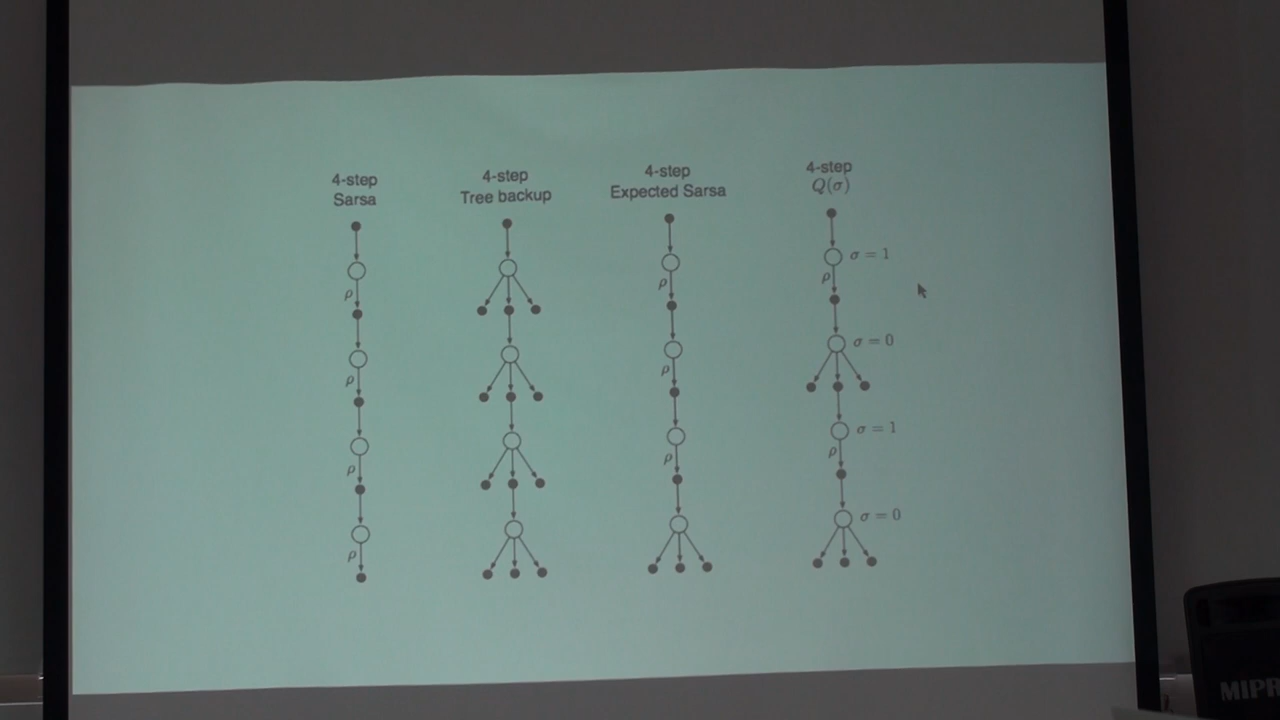 4-step
Sarsa
4-step
Tree backup
4-step
Expected Sarsa
4-step
Q(σ)
ρ
ρ
ρ
ρ
ρ
ρ
ρ
σ = 1
ρ
σ = 0
σ = 1
ρ
σ = 0
MIPR